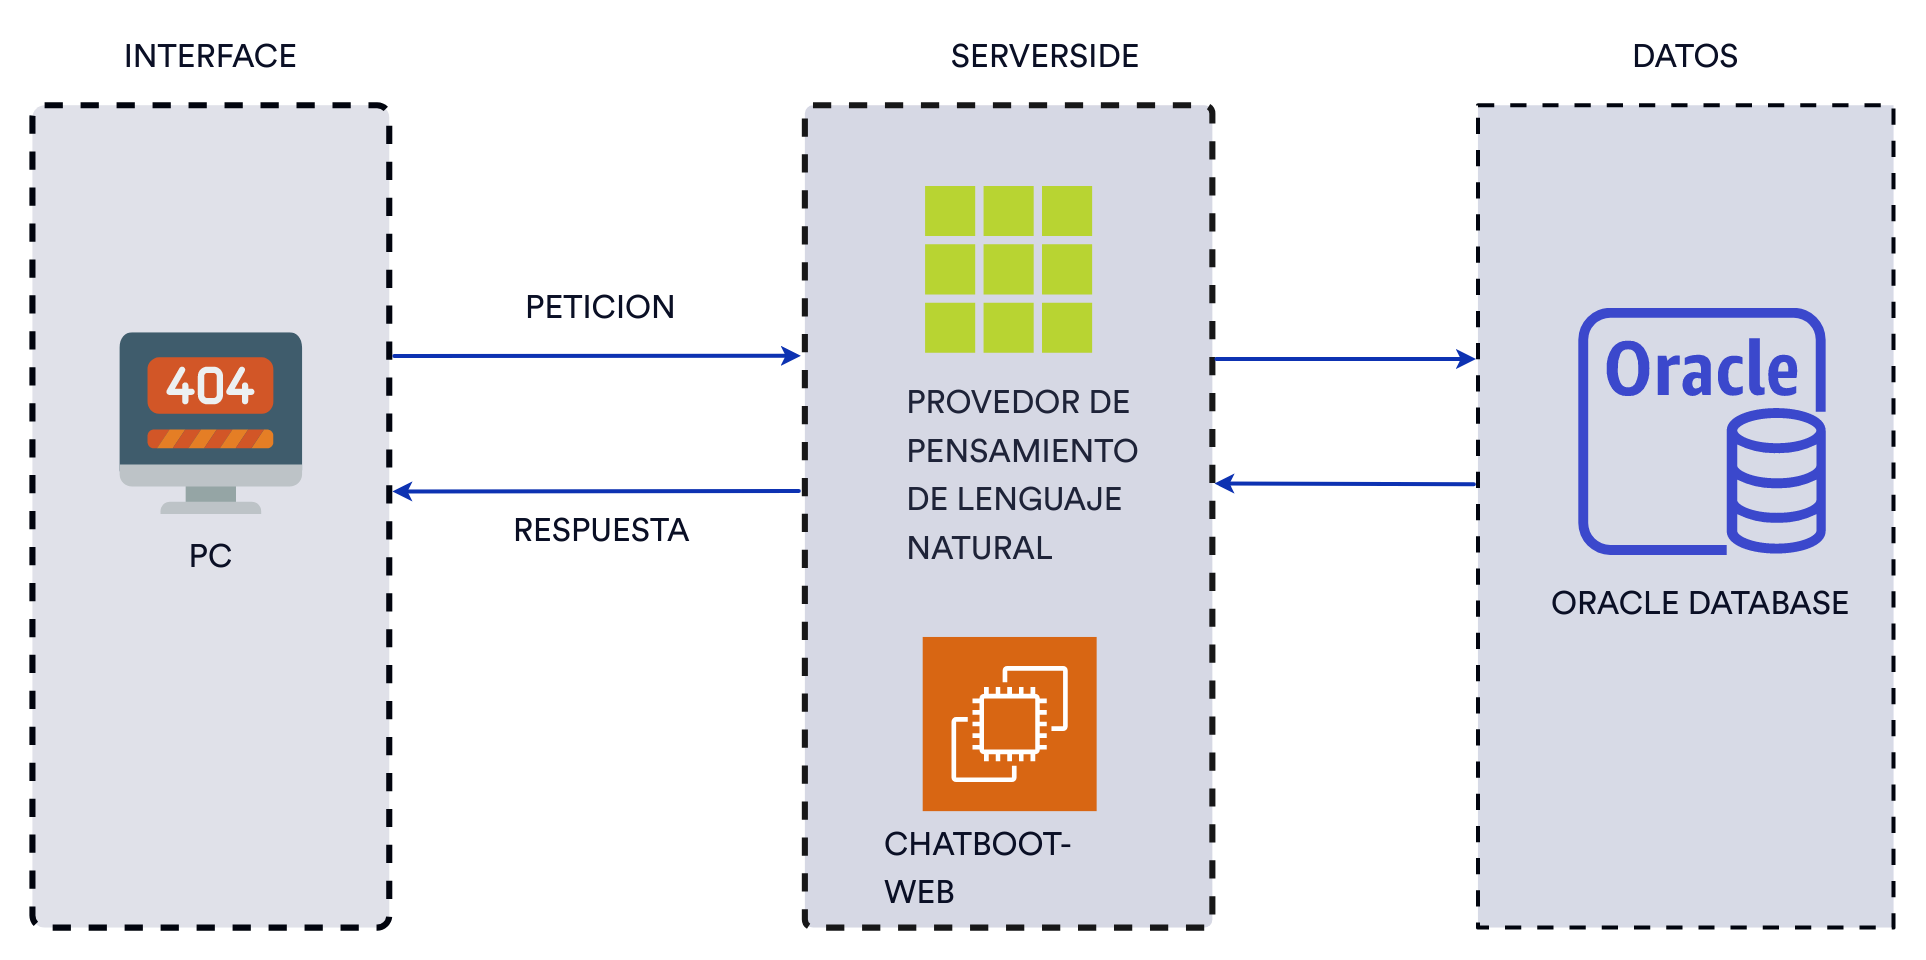 INTERFACE
SERVERSIDE
DATOS
404
PC
PETICION
RESPUESTA
PROVEDOR DE
PENSAMIENTO
DE LENGUAJE
NATURAL
CHATBOOT-
WEB
Oracle
ORACLE DATABASE